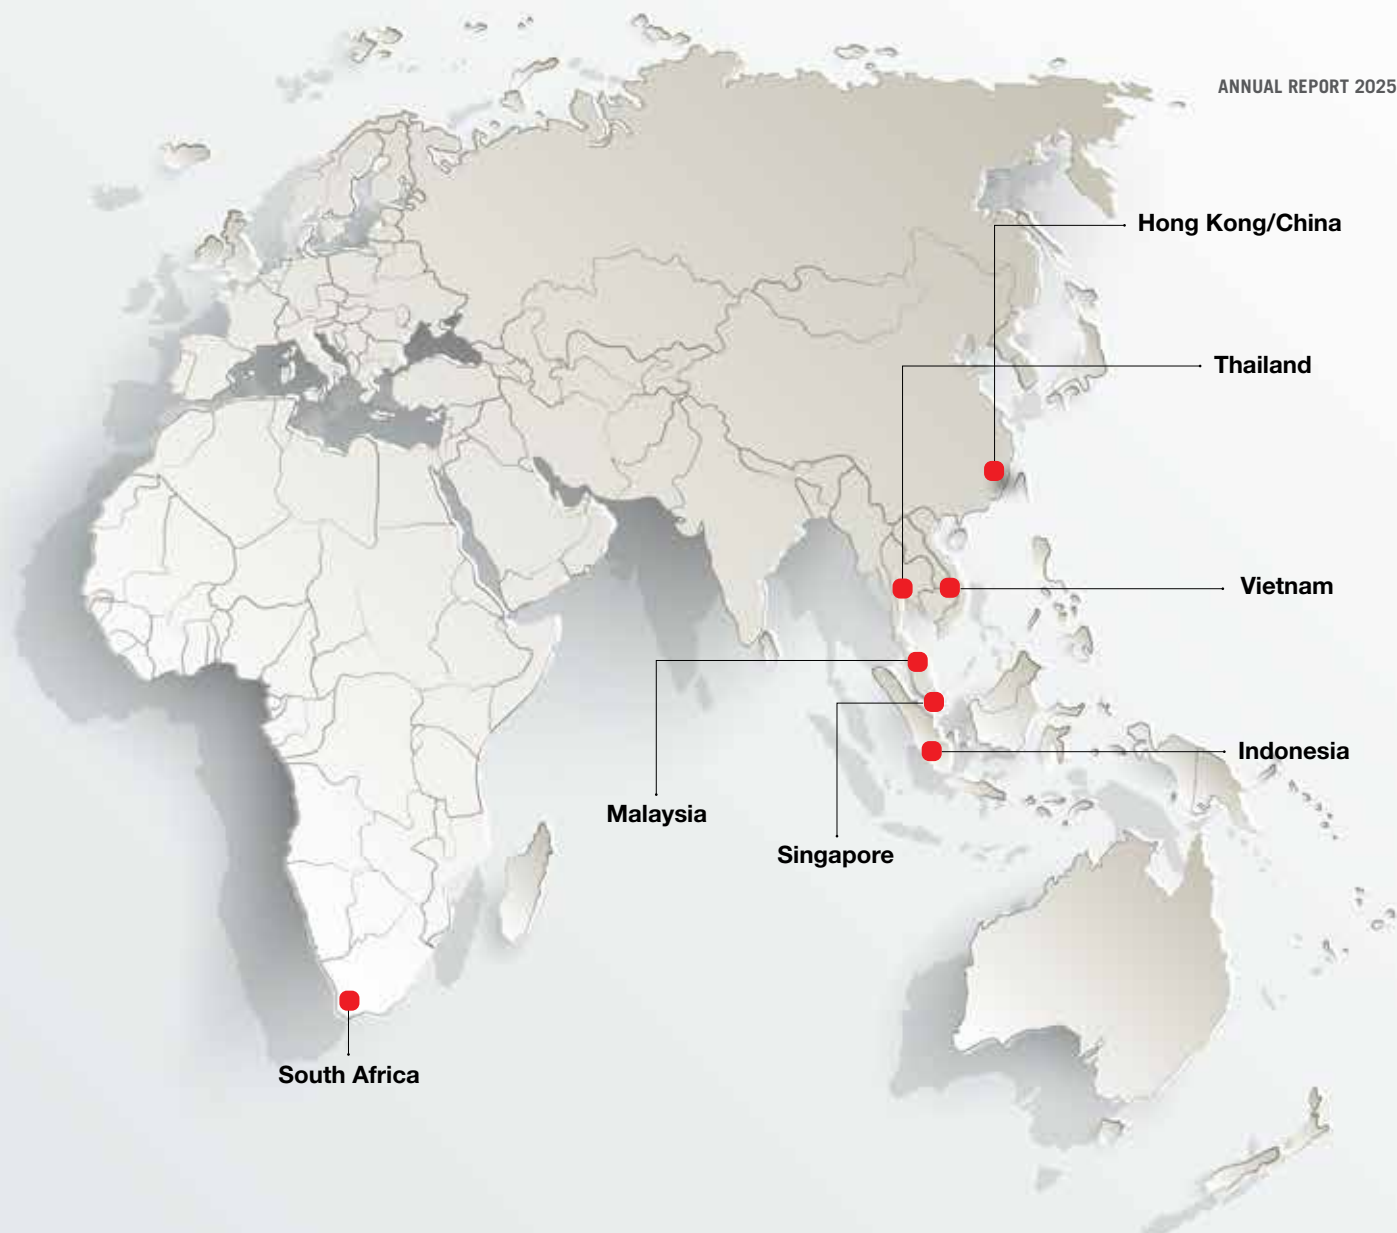 ANNUAL REPORT 2025
Hong Kong/China
Thailand
Vietnam
Indonesia
Malaysia
Singapore
South Africa